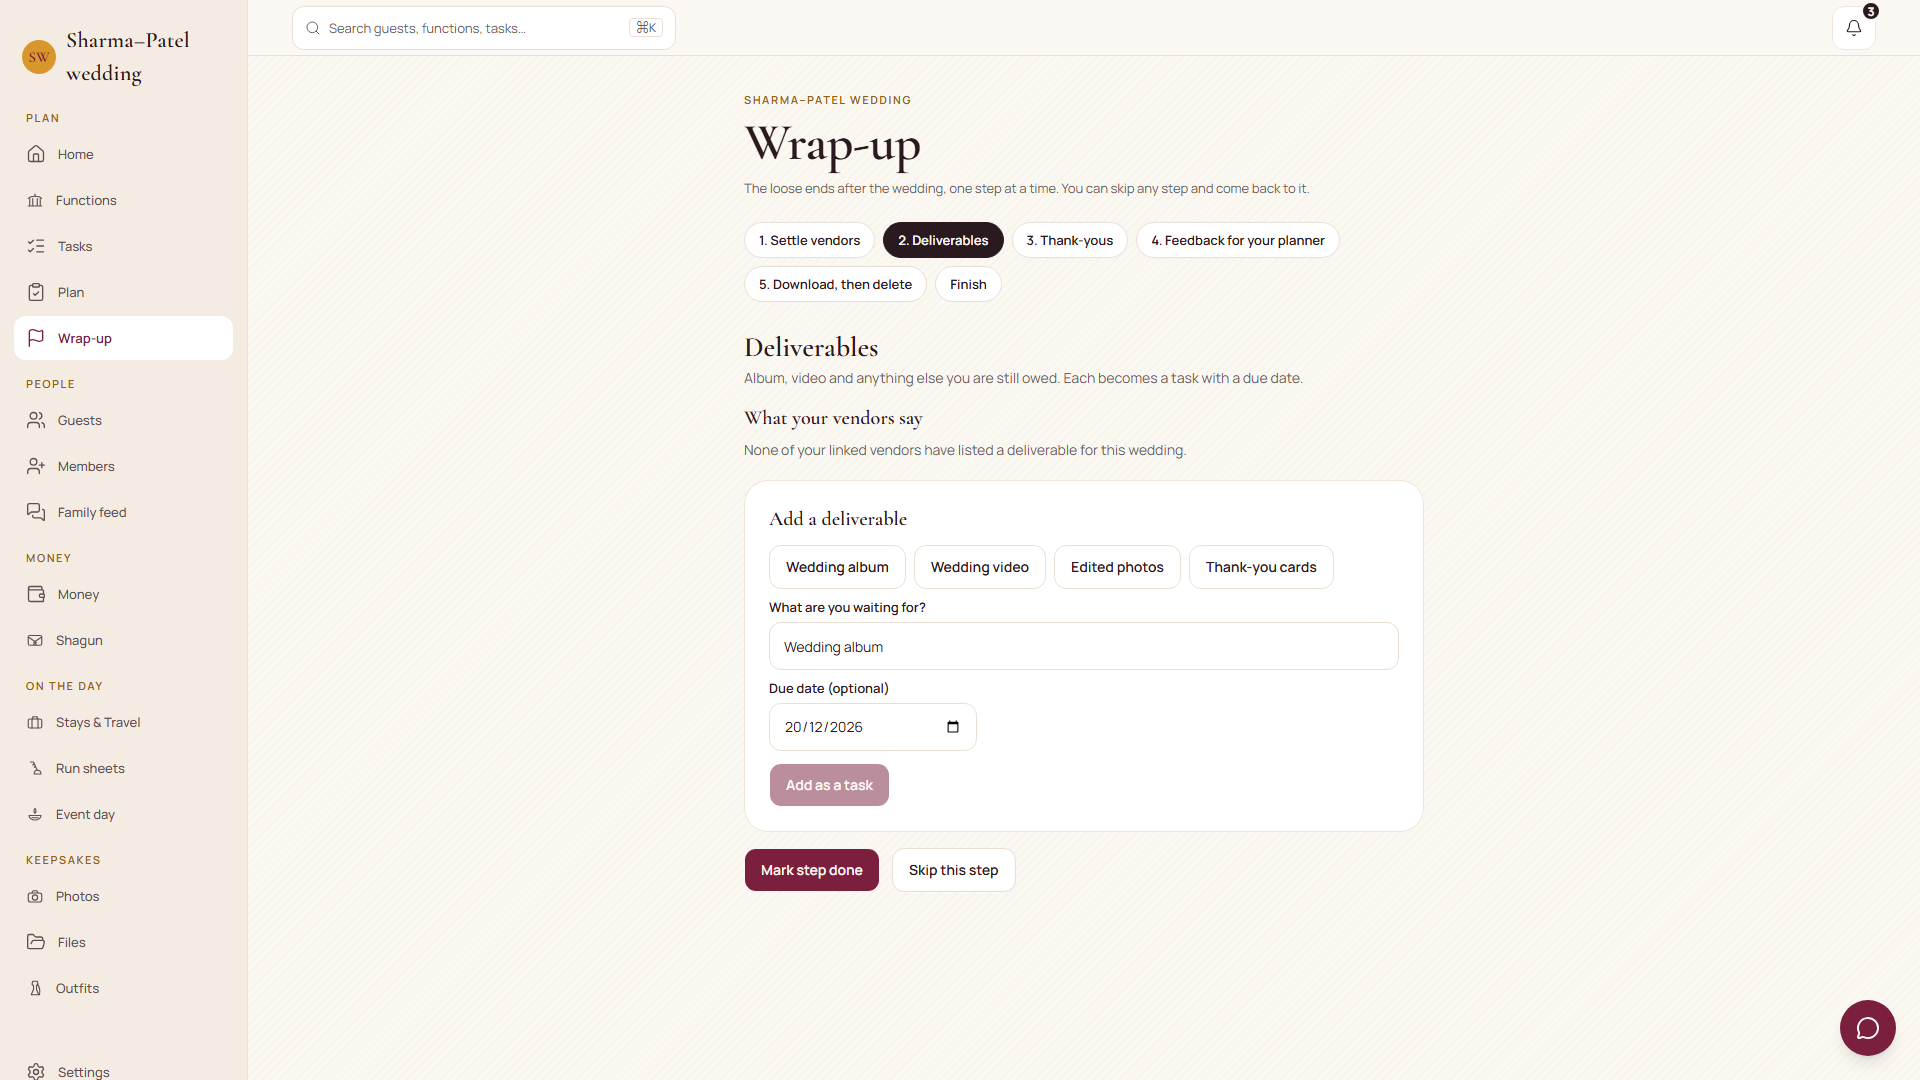 SW
Sharma–Patel
wedding
PLAN
Home
Functions
Tasks
Plan
Wrap-up
PEOPLE
Guests
Members
Family feed
MONEY
Money
Shagun
ON THE DAY
Stays & Travel
Run sheets
Event day
KEEPSAKES
Photos
Files
Outfits
Settings
Search guests, functions, tasks...
⌘K
3
SHARMA–PATEL WEDDING
Wrap-up
The loose ends after the wedding, one step at a time. You can skip any step and come back to it.
1. Settle vendors
2. Deliverables
3. Thank-yous
4. Feedback for your planner
5. Download, then delete
Finish
Deliverables
Album, video and anything else you are still owed. Each becomes a task with a due date.
What your vendors say
None of your linked vendors have listed a deliverable for this wedding.
Add a deliverable
Wedding album
Wedding video
Edited photos
Thank-you cards
What are you waiting for?
Wedding album
Due date (optional)
20/12/2026
Add as a task
Mark step done
Skip this step